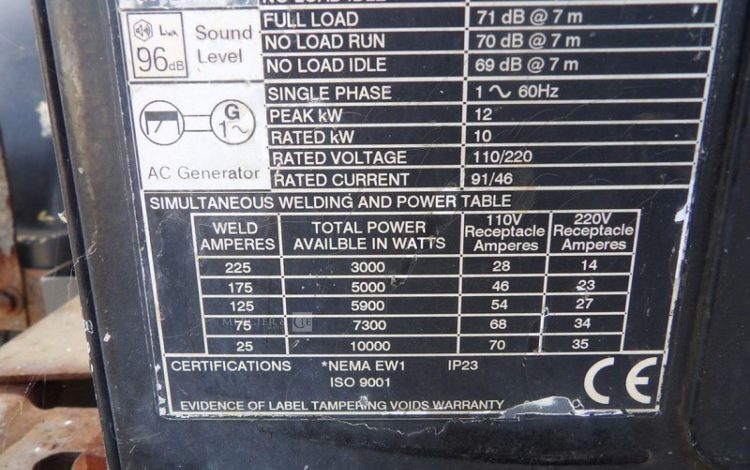 FULL LOAD 71 dB @ 7 m
LWA
96dB
Sound
Level
NO LOAD RUN 70 dB @ 7 m
NO LOAD IDLE 69 dB @ 7 m
G
1~
AC Generator
SINGLE PHASE 1 ~ 60Hz
PEAK kW 12
RATED kW 10
RATED VOLTAGE 110/220
RATED CURRENT 91/46
SIMULTANEOUS WELDING AND POWER TABLE
WELD
AMPERES
TOTAL POWER
AVAILBLE IN WATTS
110V
Receptacle
Amperes
220V
Receptacle
Amperes
225 3000 28 14
175 5000 46 23
125 5900 54 27
75 7300 68 34
25 10000 70 35
CERTIFICATIONS *NEMA EW1 IP23
ISO 9001
CE
EVIDENCE OF LABEL TAMPERING VOIDS WARRANTY